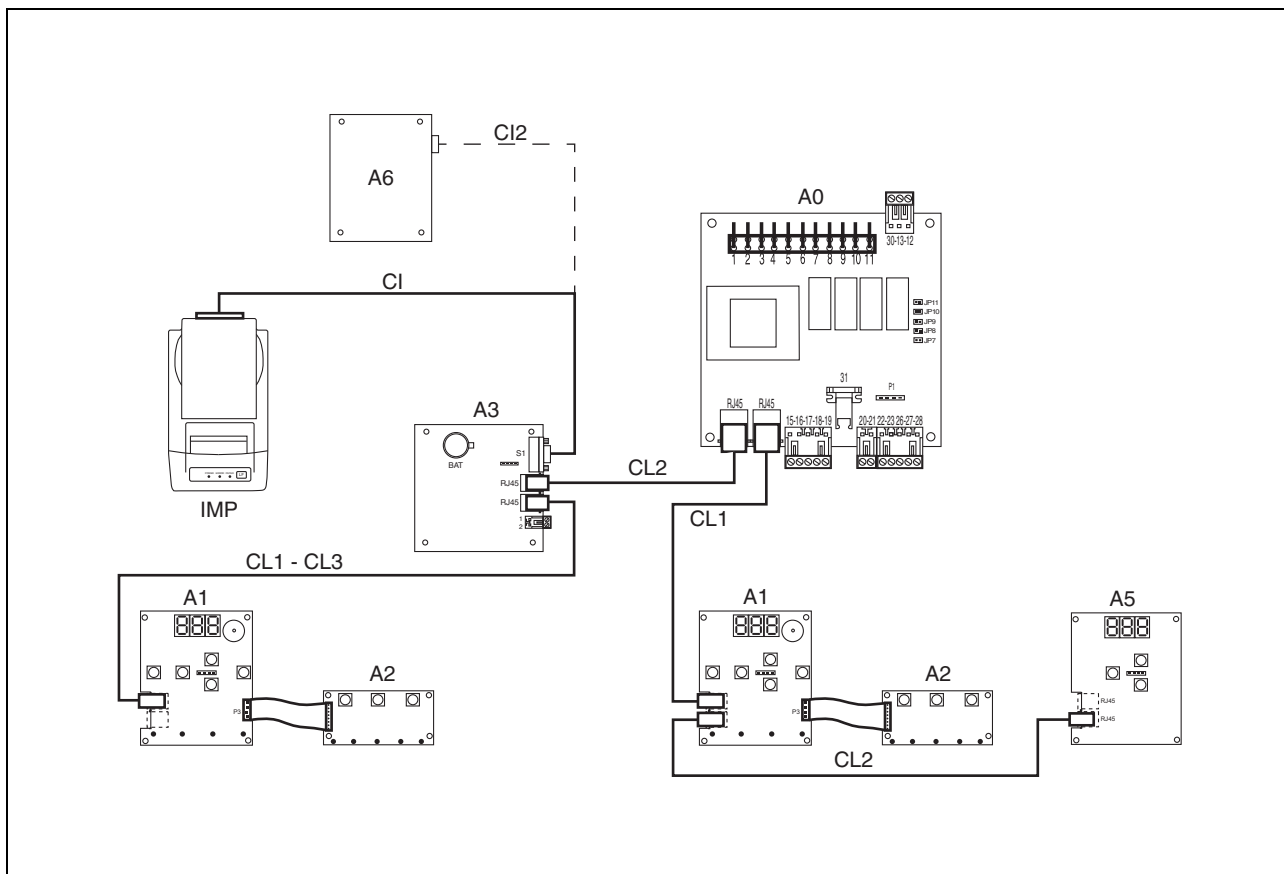 CI2
A6
A0
30-13-12
1 2 3 4 5 6 7 8 9 10 11
CI
JP11
JP10
JP9
JP8
JP7
31
P1
RJ45 RJ45
15-16-17-18-19
20-21
22-23
26-27-28
A3
S1
BAT
RJ45
RJ45
1
2
CL2
IMP
CL1
CL1 - CL3
A1
888
P3
A2
A1
888
P3
A2
A5
888
RJ45
RJ45
CL2